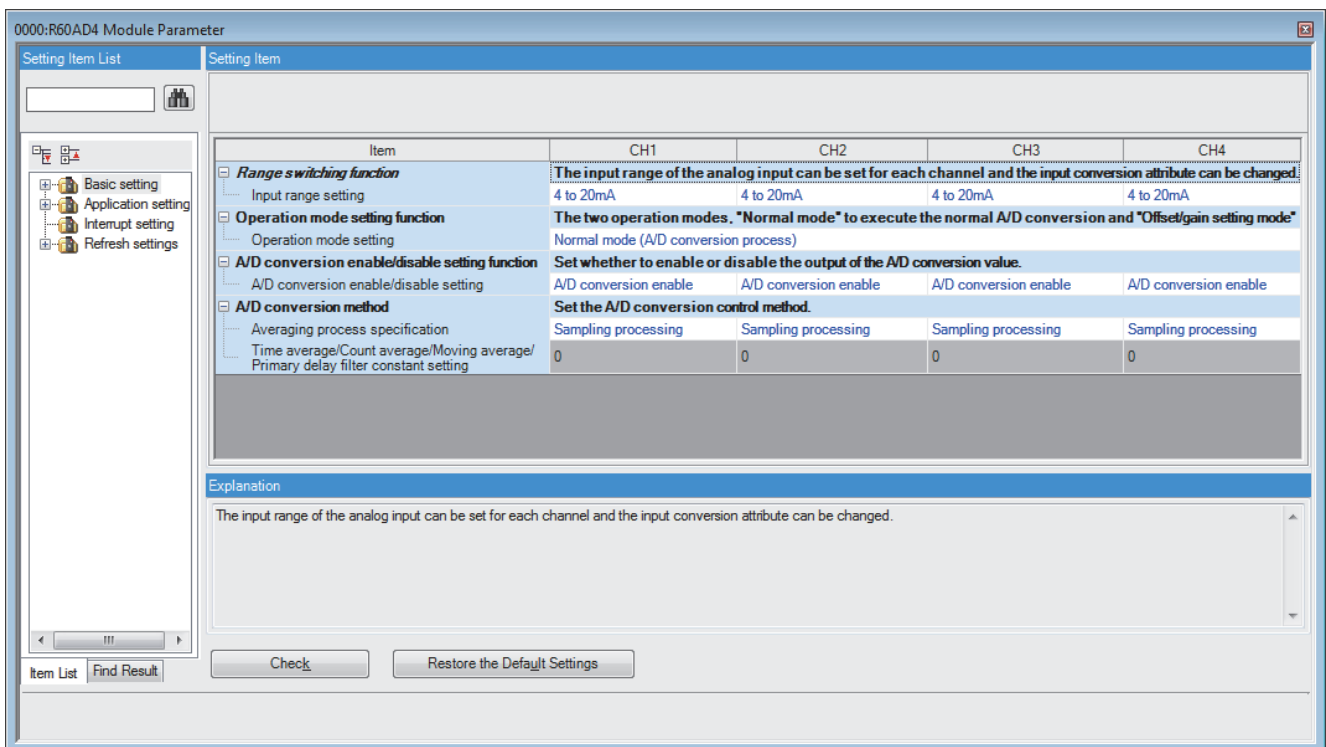 0000:R60AD4 Module Parameter
Setting Item List
Setting Item
Basic setting
Application setting
Interrupt setting
Refresh settings
Item CH1 CH2 CH3 CH4
Range switching function The input range of the analog input can be set for each channel and the input conversion attribute can be changed.
Input range setting 4 to 20mA 4 to 20mA 4 to 20mA 4 to 20mA
Operation mode setting function The two operation modes, "Normal mode" to execute the normal A/D conversion and "Offset/gain setting mode"
Operation mode setting Normal mode (A/D conversion process)
A/D conversion enable/disable setting function Set whether to enable or disable the output of the A/D conversion value.
A/D conversion enable/disable setting A/D conversion enable A/D conversion enable A/D conversion enable A/D conversion enable
A/D conversion method Set the A/D conversion control method.
Averaging process specification Sampling processing Sampling processing Sampling processing Sampling processing
Time average/Count average/Moving average/
Primary delay filter constant setting 0 0 0 0
Explanation
The input range of the analog input can be set for each channel and the input conversion attribute can be changed.
Item List Find Result
Check Restore the Default Settings